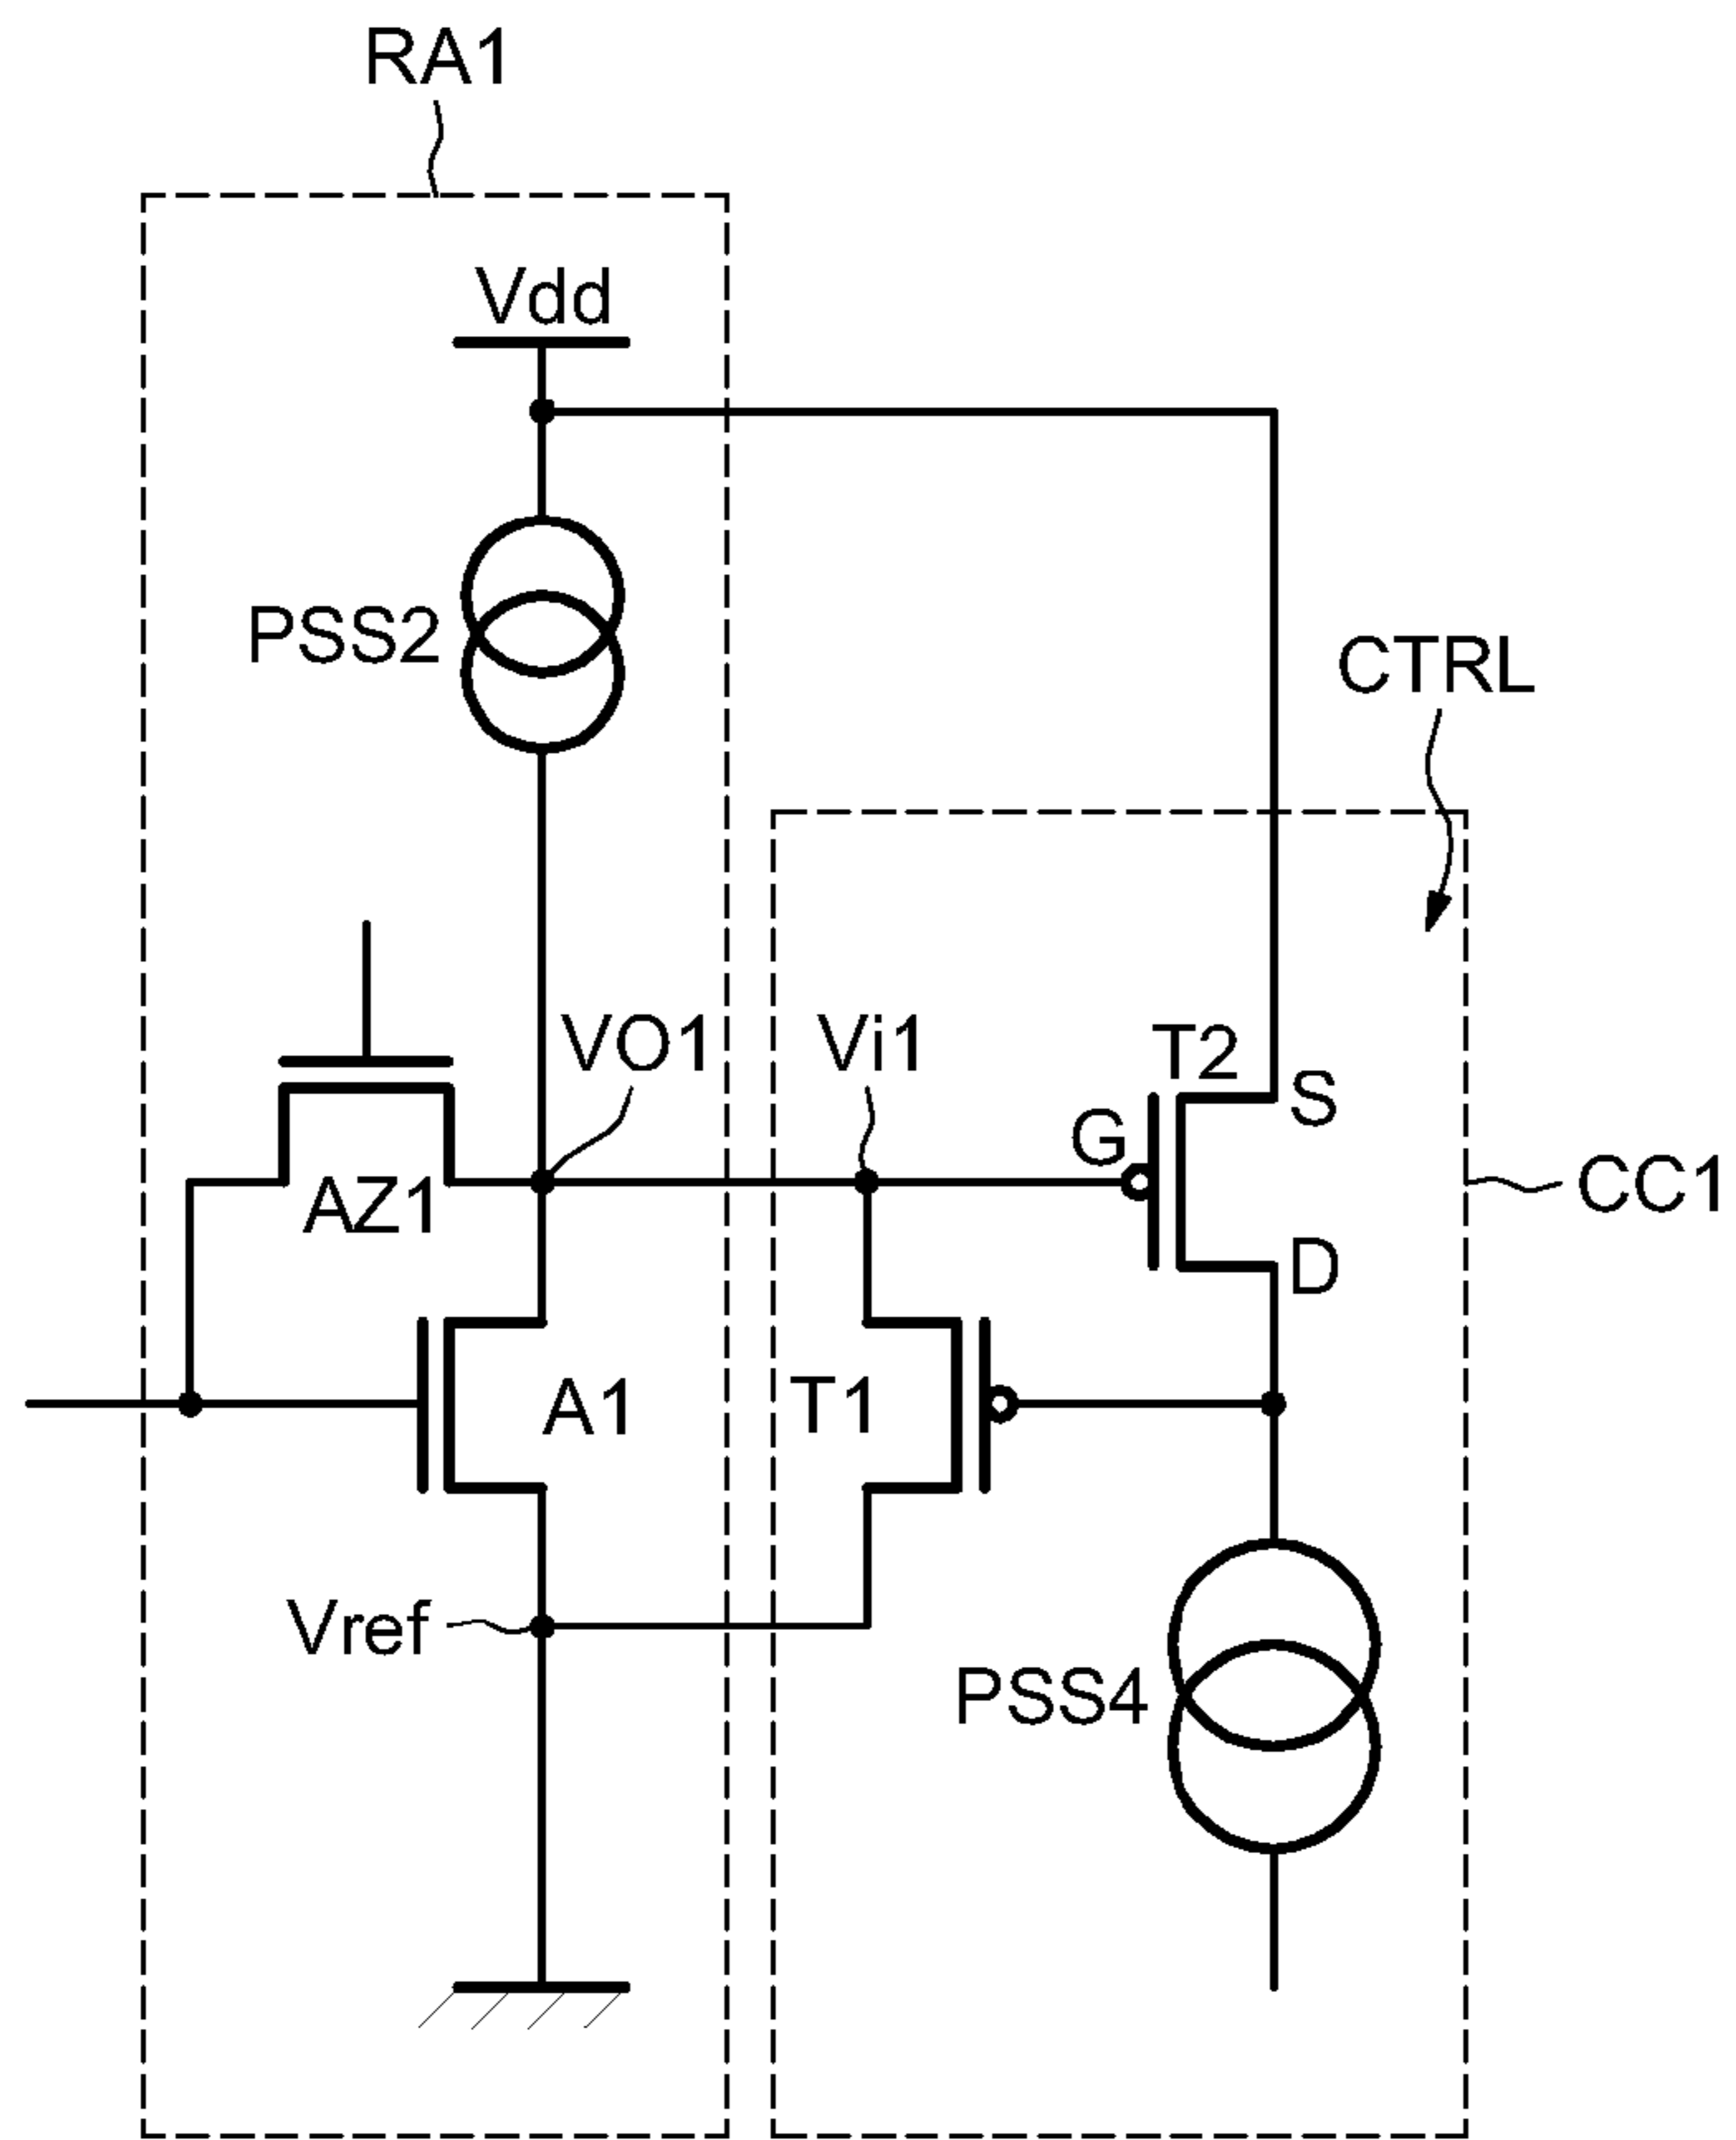 RA1
Vdd
PSS2
CTRL
VO1
Vi1
T2
S
G
CC1
AZ1
D
A1
T1
Vref
PSS4